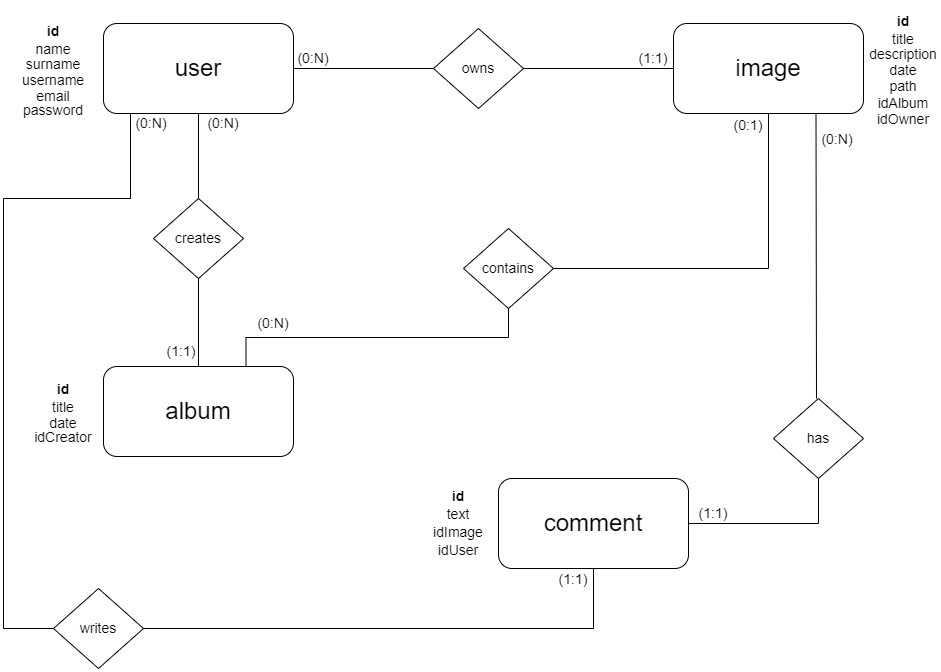 id
name
surname
username
email
password
user
(0:N)
owns
(1:1)
image
id
title
description
date
path
idAlbum
idOwner
(0:N)
(0:N)
(0:1)
(0:N)
creates
contains
(0:N)
(1:1)
id
title
date
idCreator
album
has
id
text
idImage
idUser
comment
(1:1)
(1:1)
writes